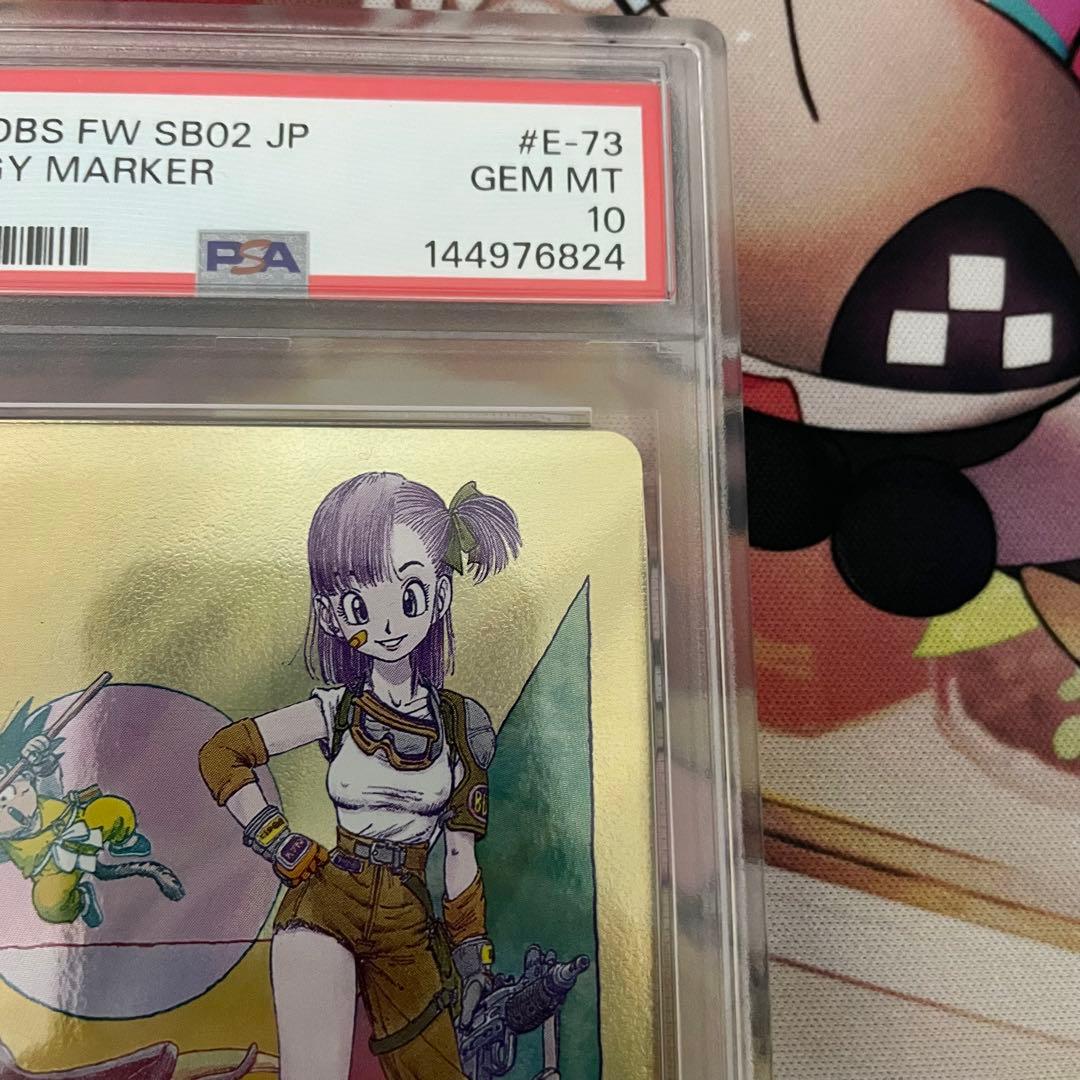 DBS FW SB02 JP
GY MARKER
#E-73
GEM MT
10
144976824
PSA